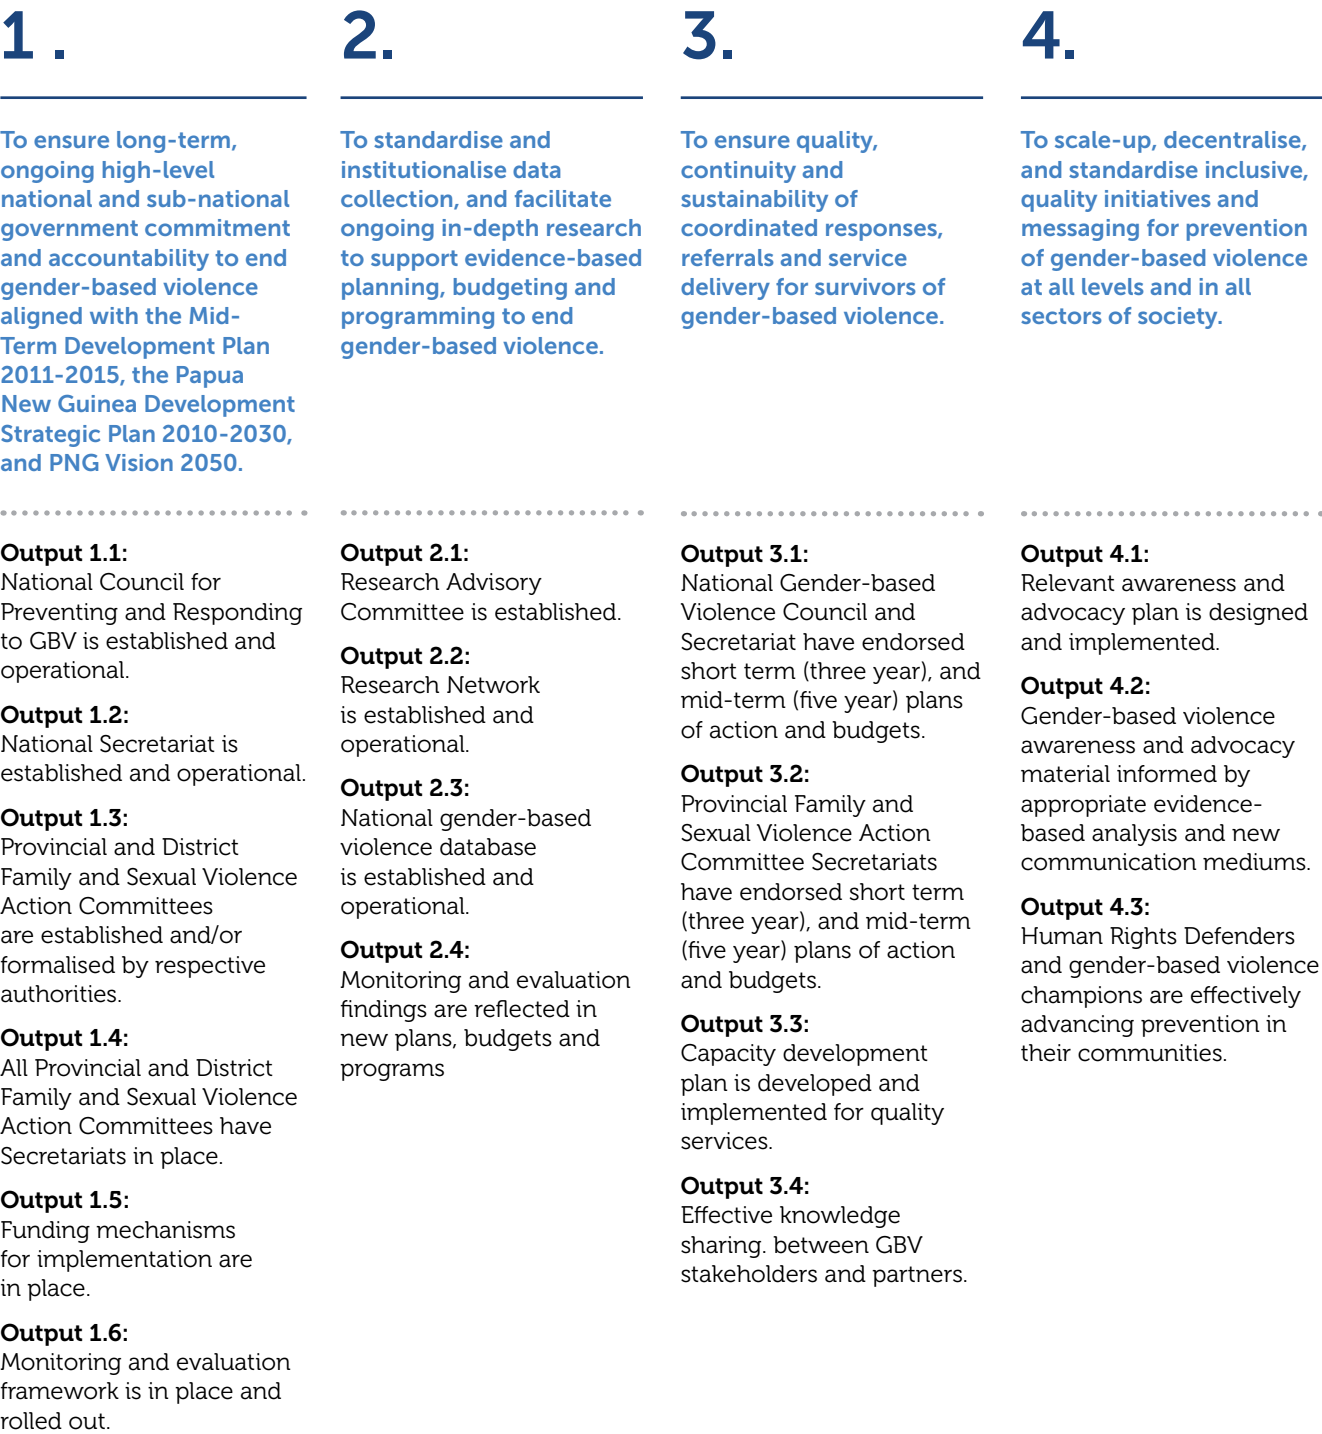 1 .
To ensure long-term,
ongoing high-level
national and sub-national
government commitment
and accountability to end
gender-based violence
aligned with the Mid-
Term Development Plan
2011-2015, the Papua
New Guinea Development
Strategic Plan 2010-2030,
and PNG Vision 2050.
Output 1.1:
National Council for
Preventing and Responding
to GBV is established and
operational.
Output 1.2:
National Secretariat is
established and operational.
Output 1.3:
Provincial and District
Family and Sexual Violence
Action Committees
are established and/or
formalised by respective
authorities.
Output 1.4:
All Provincial and District
Family and Sexual Violence
Action Committees have
Secretariats in place.
Output 1.5:
Funding mechanisms
for implementation are
in place.
Output 1.6:
Monitoring and evaluation
framework is in place and
rolled out.
2.
To standardise and
institutionalise data
collection, and facilitate
ongoing in-depth research
to support evidence-based
planning, budgeting and
programming to end
gender-based violence.
Output 2.1:
Research Advisory
Committee is established.
Output 2.2:
Research Network
is established and
operational.
Output 2.3:
National gender-based
violence database
is established and
operational.
Output 2.4:
Monitoring and evaluation
findings are reflected in
new plans, budgets and
programs
3.
To ensure quality,
continuity and
sustainability of
coordinated responses,
referrals and service
delivery for survivors of
gender-based violence.
Output 3.1:
National Gender-based
Violence Council and
Secretariat have endorsed
short term (three year), and
mid-term (five year) plans
of action and budgets.
Output 3.2:
Provincial Family and
Sexual Violence Action
Committee Secretariats
have endorsed short term
(three year), and mid-term
(five year) plans of action
and budgets.
Output 3.3:
Capacity development
plan is developed and
implemented for quality
services.
Output 3.4:
Effective knowledge
sharing. between GBV
stakeholders and partners.
4.
To scale-up, decentralise,
and standardise inclusive,
quality initiatives and
messaging for prevention
of gender-based violence
at all levels and in all
sectors of society.
Output 4.1:
Relevant awareness and
advocacy plan is designed
and implemented.
Output 4.2:
Gender-based violence
awareness and advocacy
material informed by
appropriate evidence-
based analysis and new
communication mediums.
Output 4.3:
Human Rights Defenders
and gender-based violence
champions are effectively
advancing prevention in
their communities.